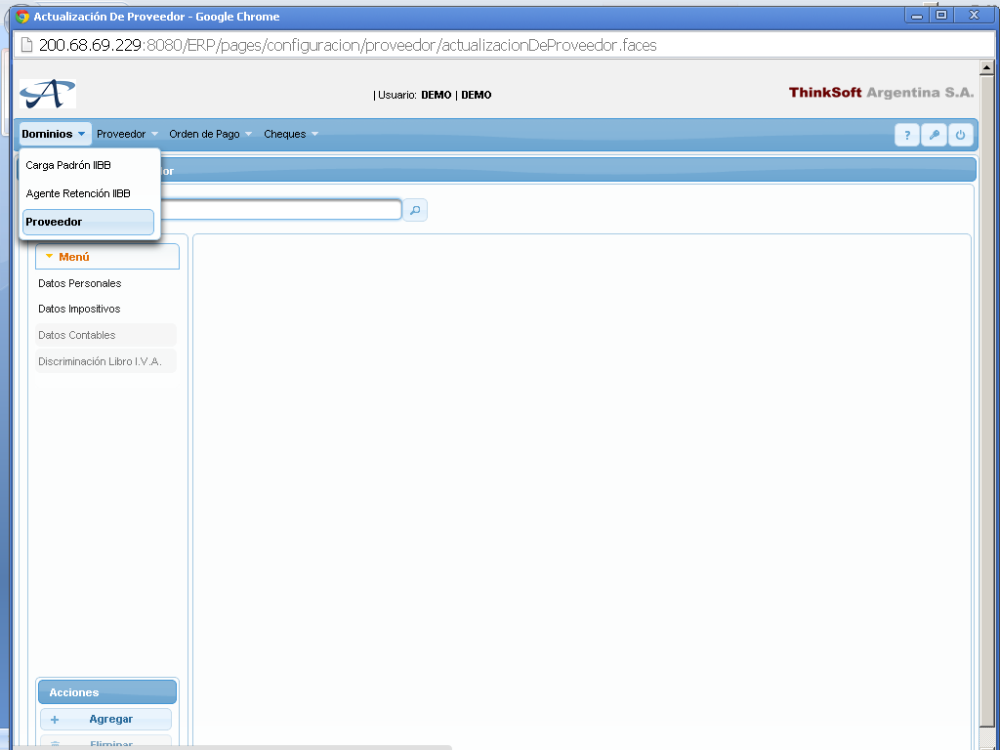 Actualización De Proveedor - Google Chrome
200.68.69.229:8080/ERP/pages/configuracion/proveedor/actualizacionDeProveedor.faces
| Usuario: DEMO | DEMO
ThinkSoft Argentina S.A.
Dominios Proveedor Orden de Pago Cheques ?
Carga Padrón IIBB
or
Agente Retención IIBB
Proveedor
Menú
Datos Personales
Datos Impositivos
Datos Contables
Discriminación Libro I.V.A.
Acciones
Agregar
Eliminar